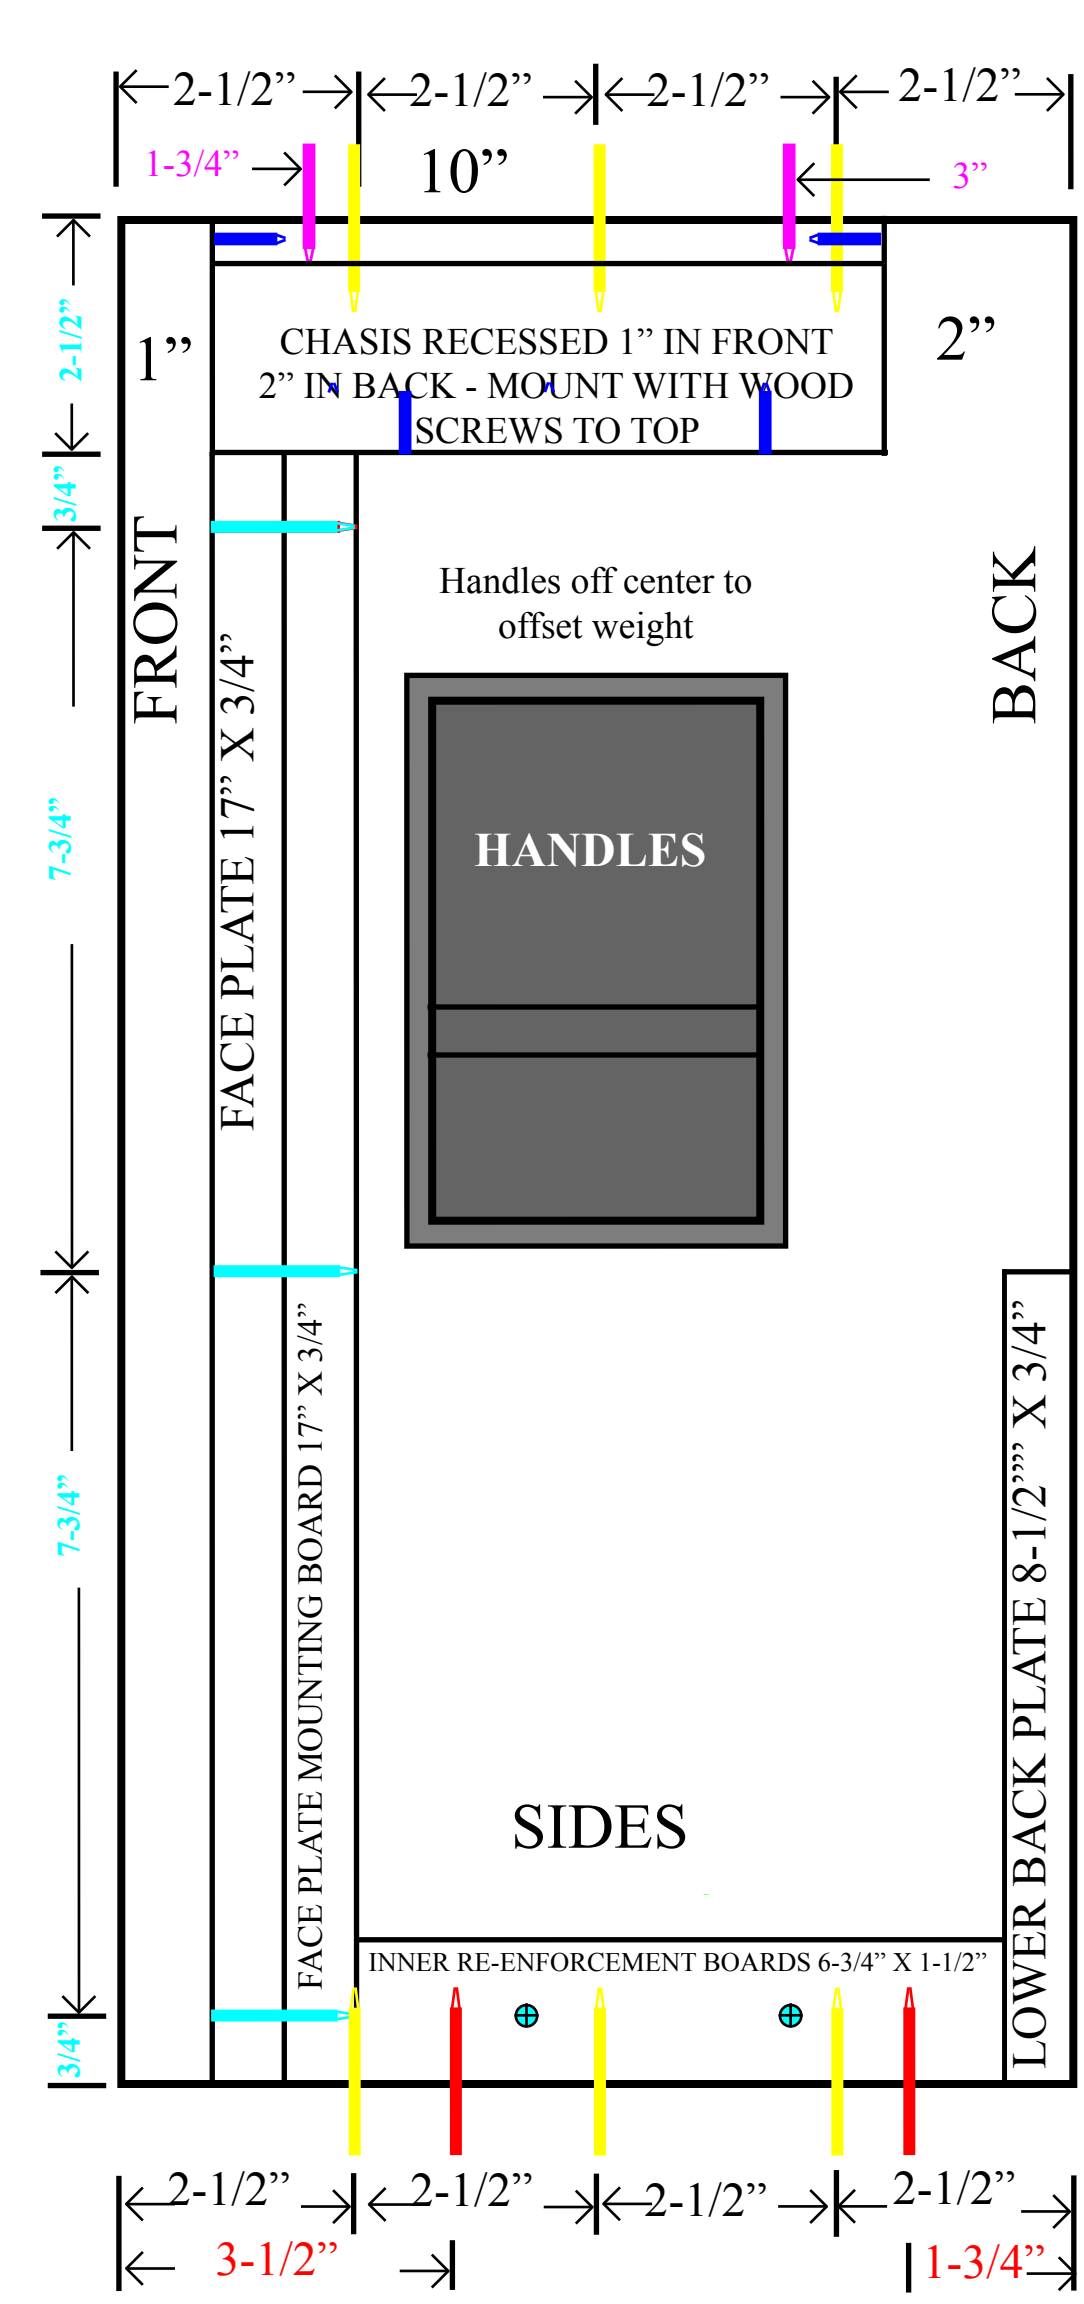 2-1/2”
2-1/2”
2-1/2”
2-1/2”
1-3/4”
10”
3”
2-1/2”
1”
CHASIS RECESSED 1” IN FRONT
2” IN BACK - MOUNT WITH WOOD
SCREWS TO TOP
2”
3/4”
FRONT
BACK
Handles off center to
offset weight
FACE PLATE 17” X 3/4”
7-3/4”
HANDLES
FACE PLATE MOUNTING BOARD 17” X 3/4”
LOWER BACK PLATE 8-1/2”” X 3/4”
7-3/4”
SIDES
INNER RE-ENFORCEMENT BOARDS 6-3/4” X 1-1/2”
3/4”
2-1/2”
2-1/2”
2-1/2”
2-1/2”
3-1/2”
1-3/4”